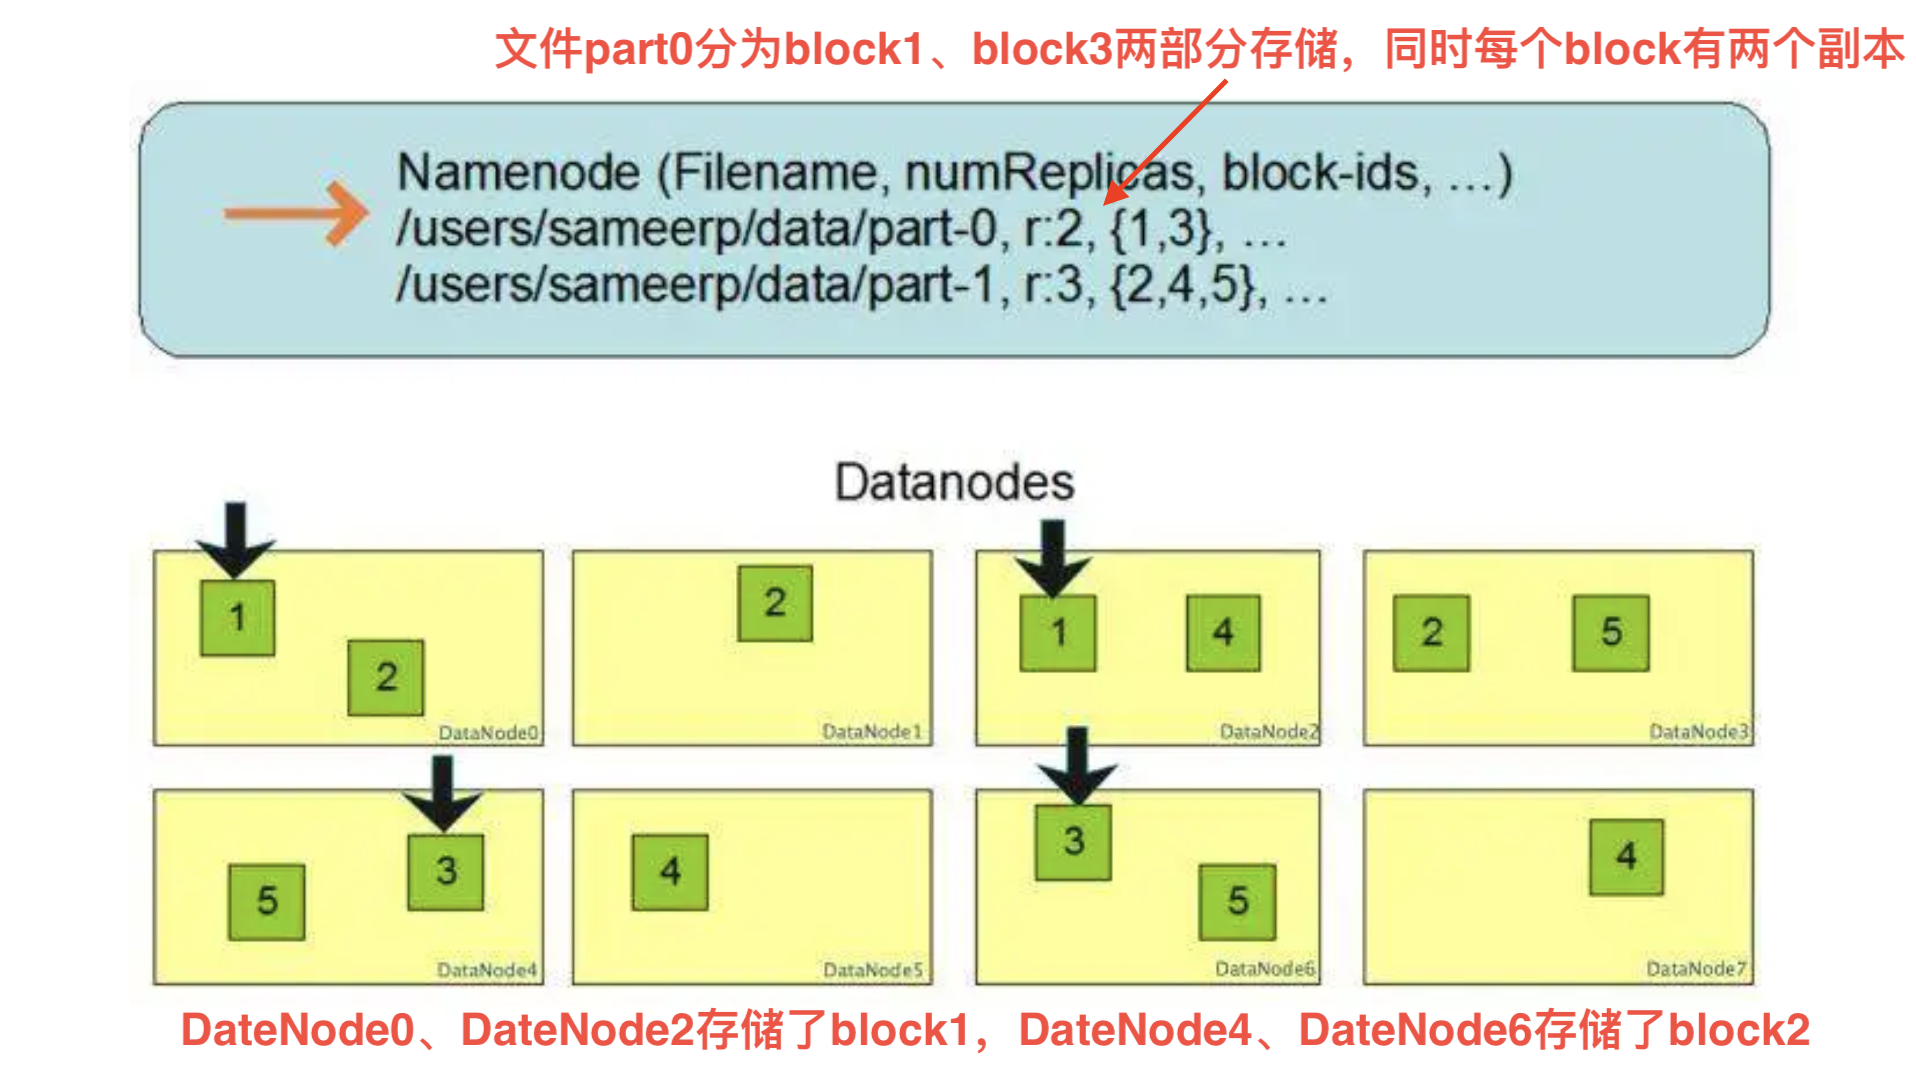 文件part0分为block1、block3两部分存储，同时每个block有两个副本
Namenode (Filename, numReplicas, block-ids, …)
/users/sameerp/data/part-0, r:2, {1,3}, …
/users/sameerp/data/part-1, r:3, {2,4,5}, …
Datanodes
1
2
DataNode0
2
DataNode1
1
4
DataNode2
2
5
DataNode3
5
3
DataNode4
4
DataNode5
3
5
DataNode6
4
DataNode7
DateNode0、DateNode2存储了block1，DateNode4、DateNode6存储了block2